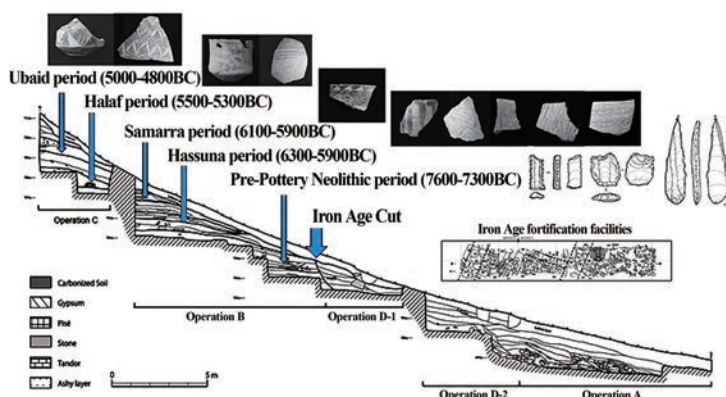 Ubaid period (5000-4800BC)
Halaf period (5500-5300BC)
Samarra period (6100-5900BC)
Hassuna period (6300-5900BC)
Pre-Pottery Neolithic period (7600-7300BC)
Iron Age Cut
Iron Age fortification facilities
Operation C
Operation B
Operation D-1
Operation D-2
Operation A
Carbonized Soil
Gypsum
Pisé
Stone
Tandor
Ashy layer
0
5 m